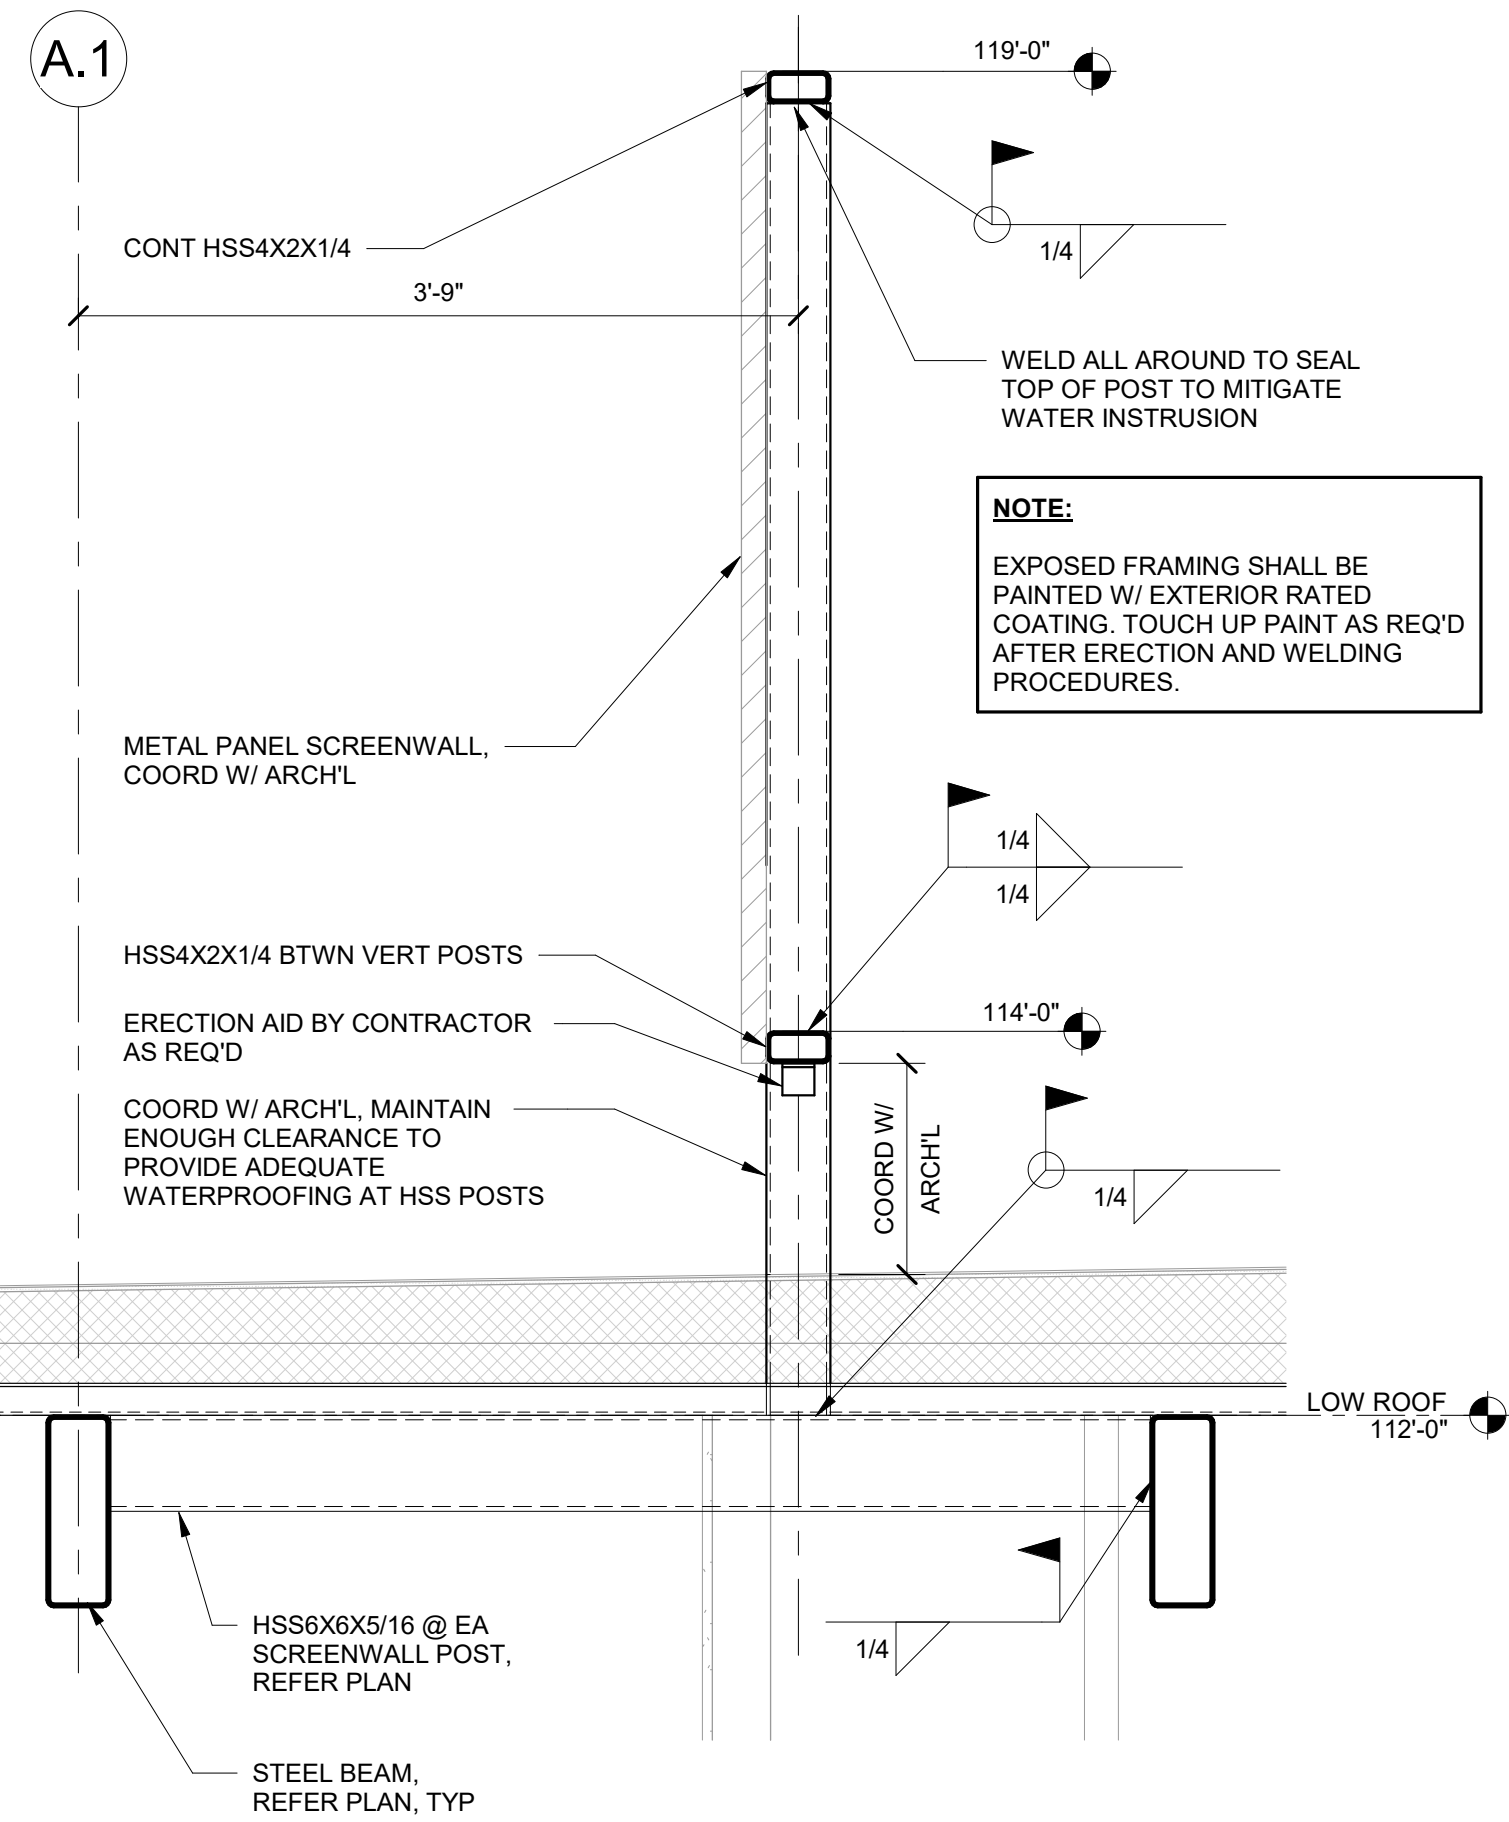 A.1
119'-0"
CONT HSS4X2X1/4
1/4
3'-9"
WELD ALL AROUND TO SEAL
TOP OF POST TO MITIGATE
WATER INSTRUSION
NOTE:
EXPOSED FRAMING SHALL BE
PAINTED W/ EXTERIOR RATED
COATING. TOUCH UP PAINT AS REQ'D
AFTER ERECTION AND WELDING
PROCEDURES.
METAL PANEL SCREENWALL,
COORD W/ ARCH'L
1/4
1/4
HSS4X2X1/4 BTWN VERT POSTS
114'-0"
ERECTION AID BY CONTRACTOR
AS REQ'D
COORD W/ ARCH'L, MAINTAIN
ENOUGH CLEARANCE TO
PROVIDE ADEQUATE
WATERPROOFING AT HSS POSTS
COORD W/
ARCH'L
1/4
LOW ROOF
112'-0"
HSS6X6X5/16 @ EA
SCREENWALL POST,
REFER PLAN
1/4
STEEL BEAM,
REFER PLAN, TYP